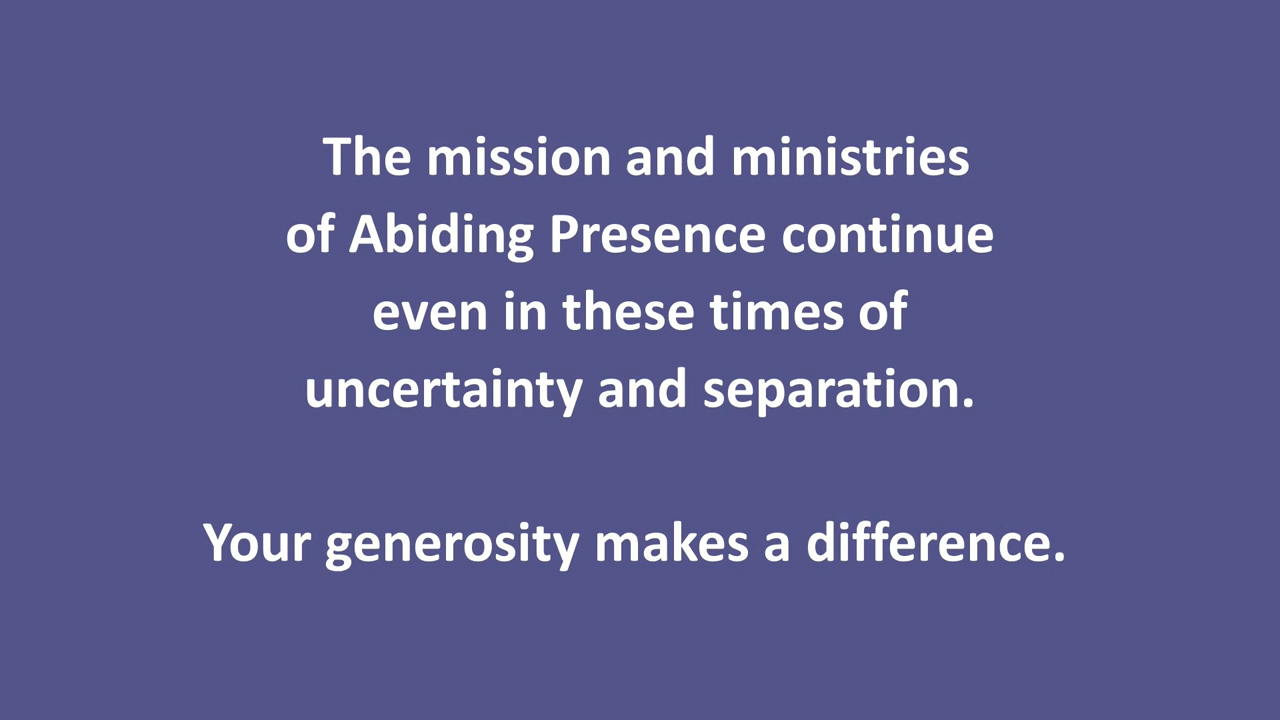 The mission and ministries
of Abiding Presence continue
even in these times of
uncertainty and separation.
Your generosity makes a difference.